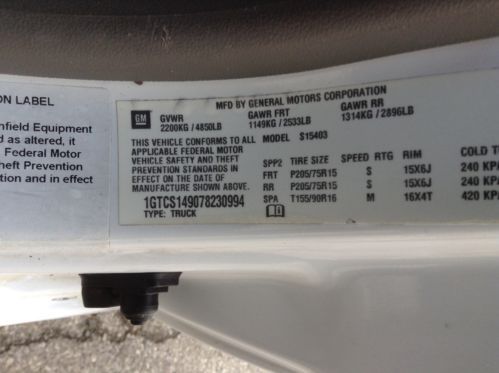 ON LABEL
nfield Equipment
d as altered, it
Federal Motor
heft Prevention
tion and in effect
MFD BY GENERAL MOTORS CORPORATION
GM
GVWR GAWR FRT GAWR RR
2200KG / 4850LB 1149KG / 2533LB 1314KG / 2896LB
THIS VEHICLE CONFORMS TO ALL MODEL S15403
APPLICABLE FEDERAL MOTOR
VEHICLE SAFETY AND THEFT
PREVENTION STANDARDS IN
EFFECT ON THE DATE OF
MANUFACTURE SHOWN ABOVE.
1GTCS149078230994
TYPE: TRUCK
SPP2 TIRE SIZE SPEED RTG RIM COLD T
FRT P205/75R15 S 15X6J 240 KPA
RR P205/75R15 S 15X6J 240 KPA
SPA T155/90R16 M 16X4T 420 KP